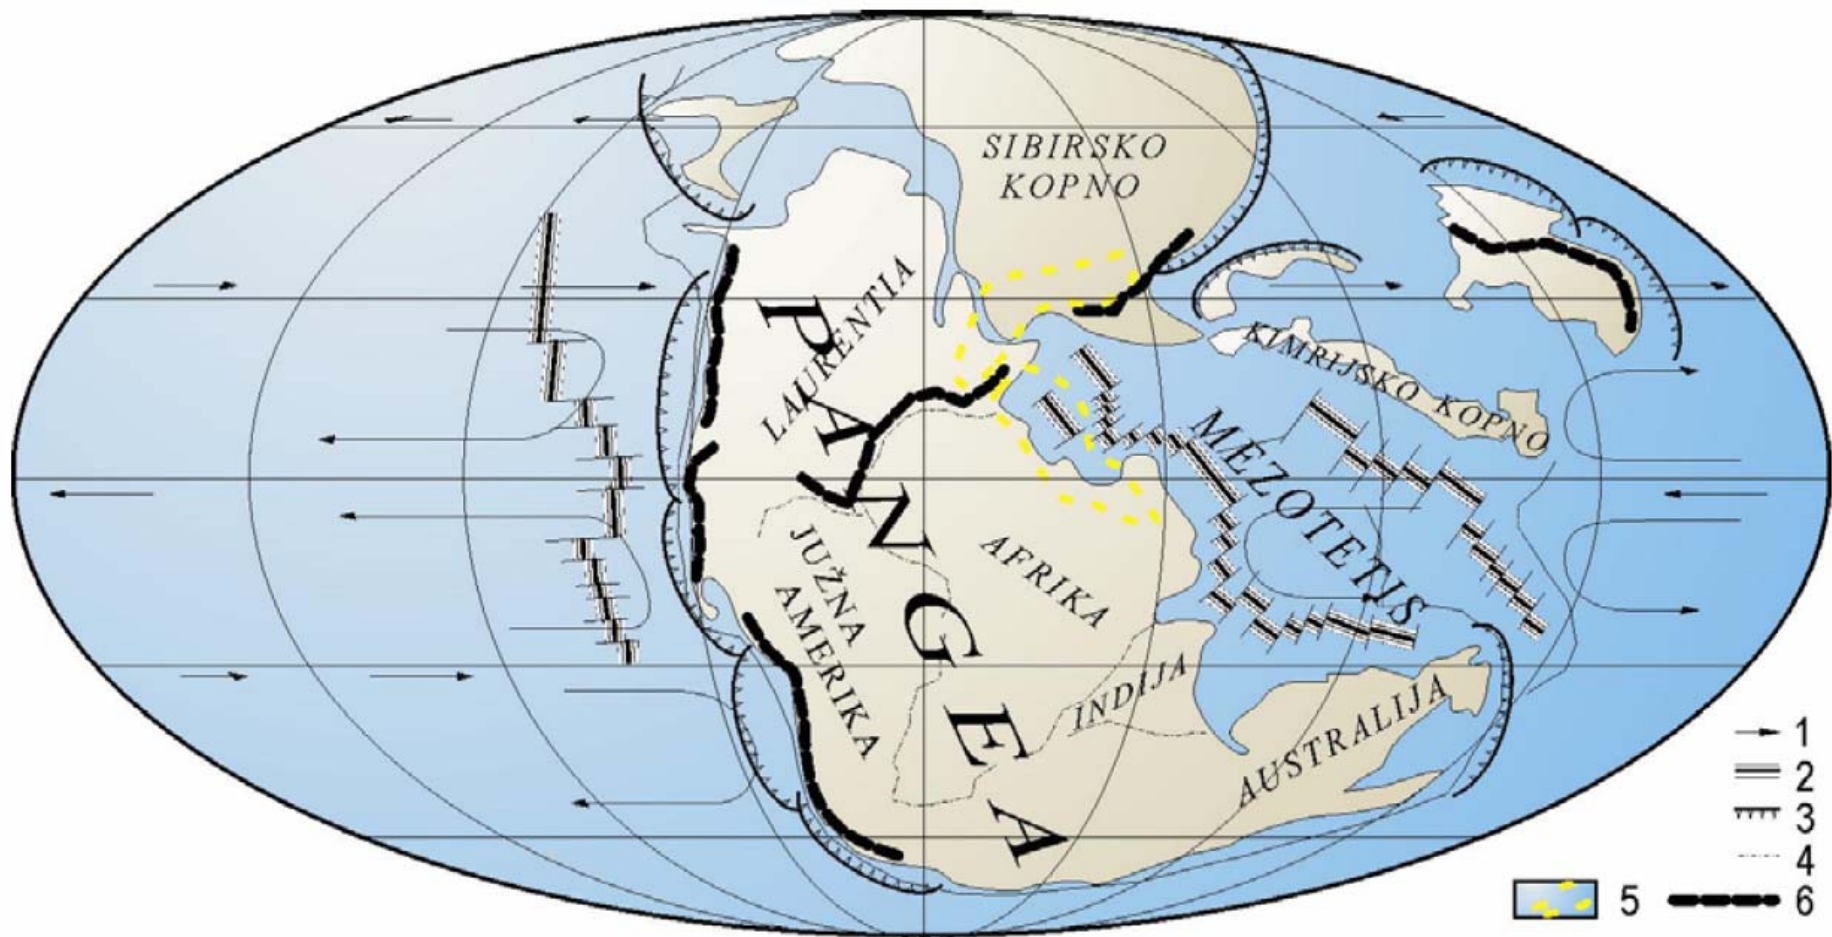 SIBIRSKO
KOPNO
PANGEA
LAURENTIA
KIMRIJSKO KOPNO
MEZOTETIS
JUŽNA
AMERIKA
AFRIKA
INDIJA
AUSTRALIJA
1
2
3
4
5
6